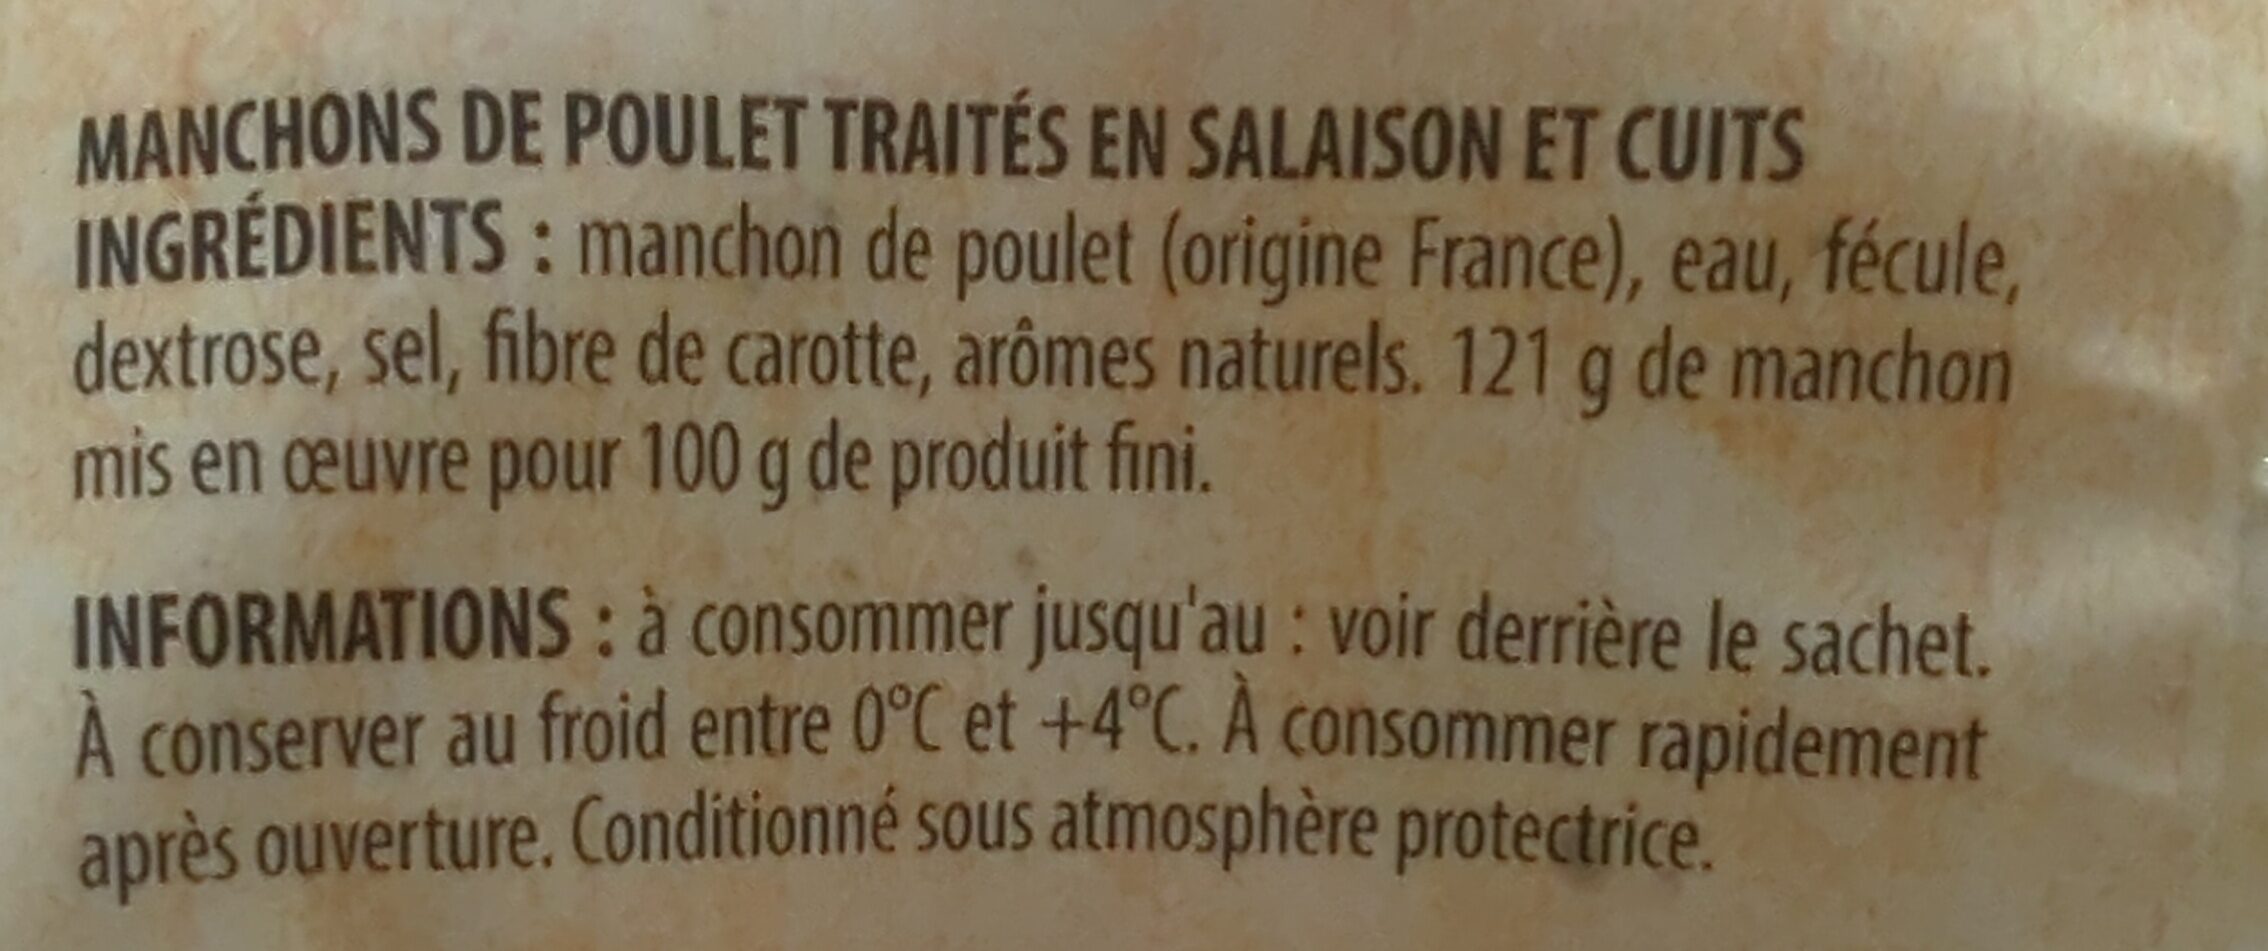 MANCHONS DE POULET TRAITÉS EN SALAISON ET CUITS
INGRÉDIENTS : manchon de poulet (origine France), eau, fécule,
dextrose, sel, fibre de carotte, arômes naturels. 121 g de manchon
mis en œuvre pour 100 g de produit fini.
INFORMATIONS : à consommer jusqu'au : voir derrière le sachet.
À conserver au froid entre 0°C et +4°C. À consommer rapidement
après ouverture. Conditionné sous atmosphère protectrice.